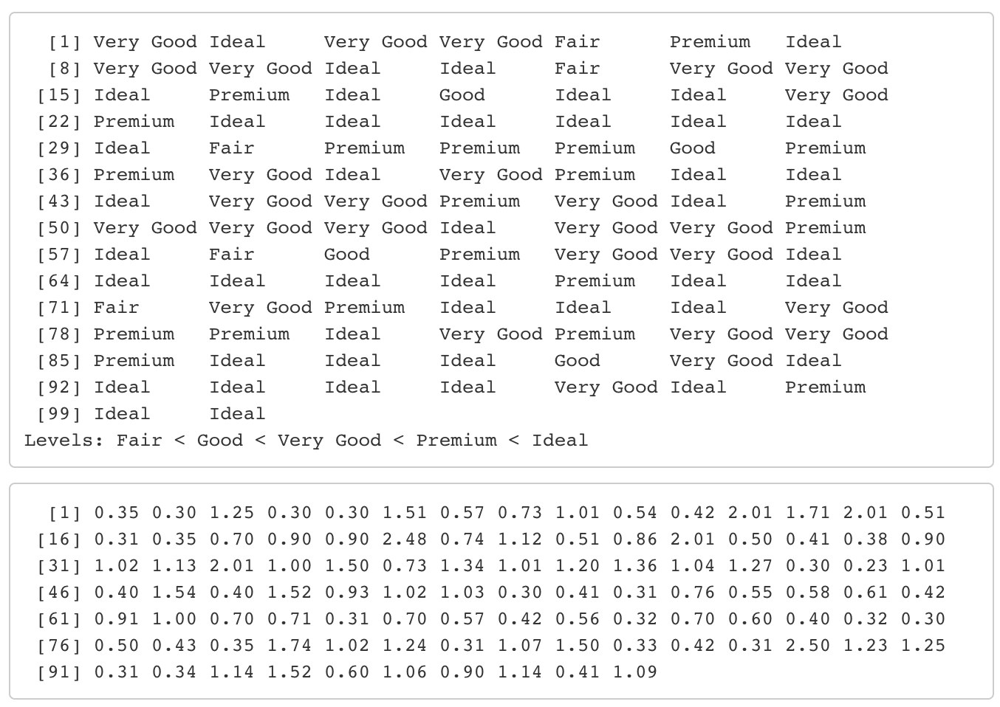 [1] Very Good Ideal Very Good Very Good Fair Premium Ideal
[8] Very Good Very Good Ideal Ideal Fair Very Good Very Good
[15] Ideal Premium Ideal Good Ideal Ideal Very Good
[22] Premium Ideal Ideal Ideal Ideal Ideal Ideal
[29] Ideal Fair Premium Premium Premium Good Premium
[36] Premium Very Good Ideal Very Good Premium Ideal Ideal
[43] Ideal Very Good Very Good Premium Very Good Ideal Premium
[50] Very Good Very Good Very Good Ideal Very Good Very Good Premium
[57] Ideal Fair Good Premium Very Good Very Good Ideal
[64] Ideal Ideal Ideal Ideal Premium Ideal Ideal
[71] Fair Very Good Premium Ideal Ideal Ideal Very Good
[78] Premium Premium Ideal Very Good Premium Very Good Very Good
[85] Premium Ideal Ideal Ideal Good Very Good Ideal
[92] Ideal Ideal Ideal Ideal Very Good Ideal Premium
[99] Ideal Ideal
Levels: Fair < Good < Very Good < Premium < Ideal
[1] 0.35 0.30 1.25 0.30 0.30 1.51 0.57 0.73 1.01 0.54 0.42 2.01 1.71 2.01 0.51
[16] 0.31 0.35 0.70 0.90 0.90 2.48 0.74 1.12 0.51 0.86 2.01 0.50 0.41 0.38 0.90
[31] 1.02 1.13 2.01 1.00 1.50 0.73 1.34 1.01 1.20 1.36 1.04 1.27 0.30 0.23 1.01
[46] 0.40 1.54 0.40 1.52 0.93 1.02 1.03 0.30 0.41 0.31 0.76 0.55 0.58 0.61 0.42
[61] 0.91 1.00 0.70 0.71 0.31 0.70 0.57 0.42 0.56 0.32 0.70 0.60 0.40 0.32 0.30
[76] 0.50 0.43 0.35 1.74 1.02 1.24 0.31 1.07 1.50 0.33 0.42 0.31 2.50 1.23 1.25
[91] 0.31 0.34 1.14 1.52 0.60 1.06 0.90 1.14 0.41 1.09